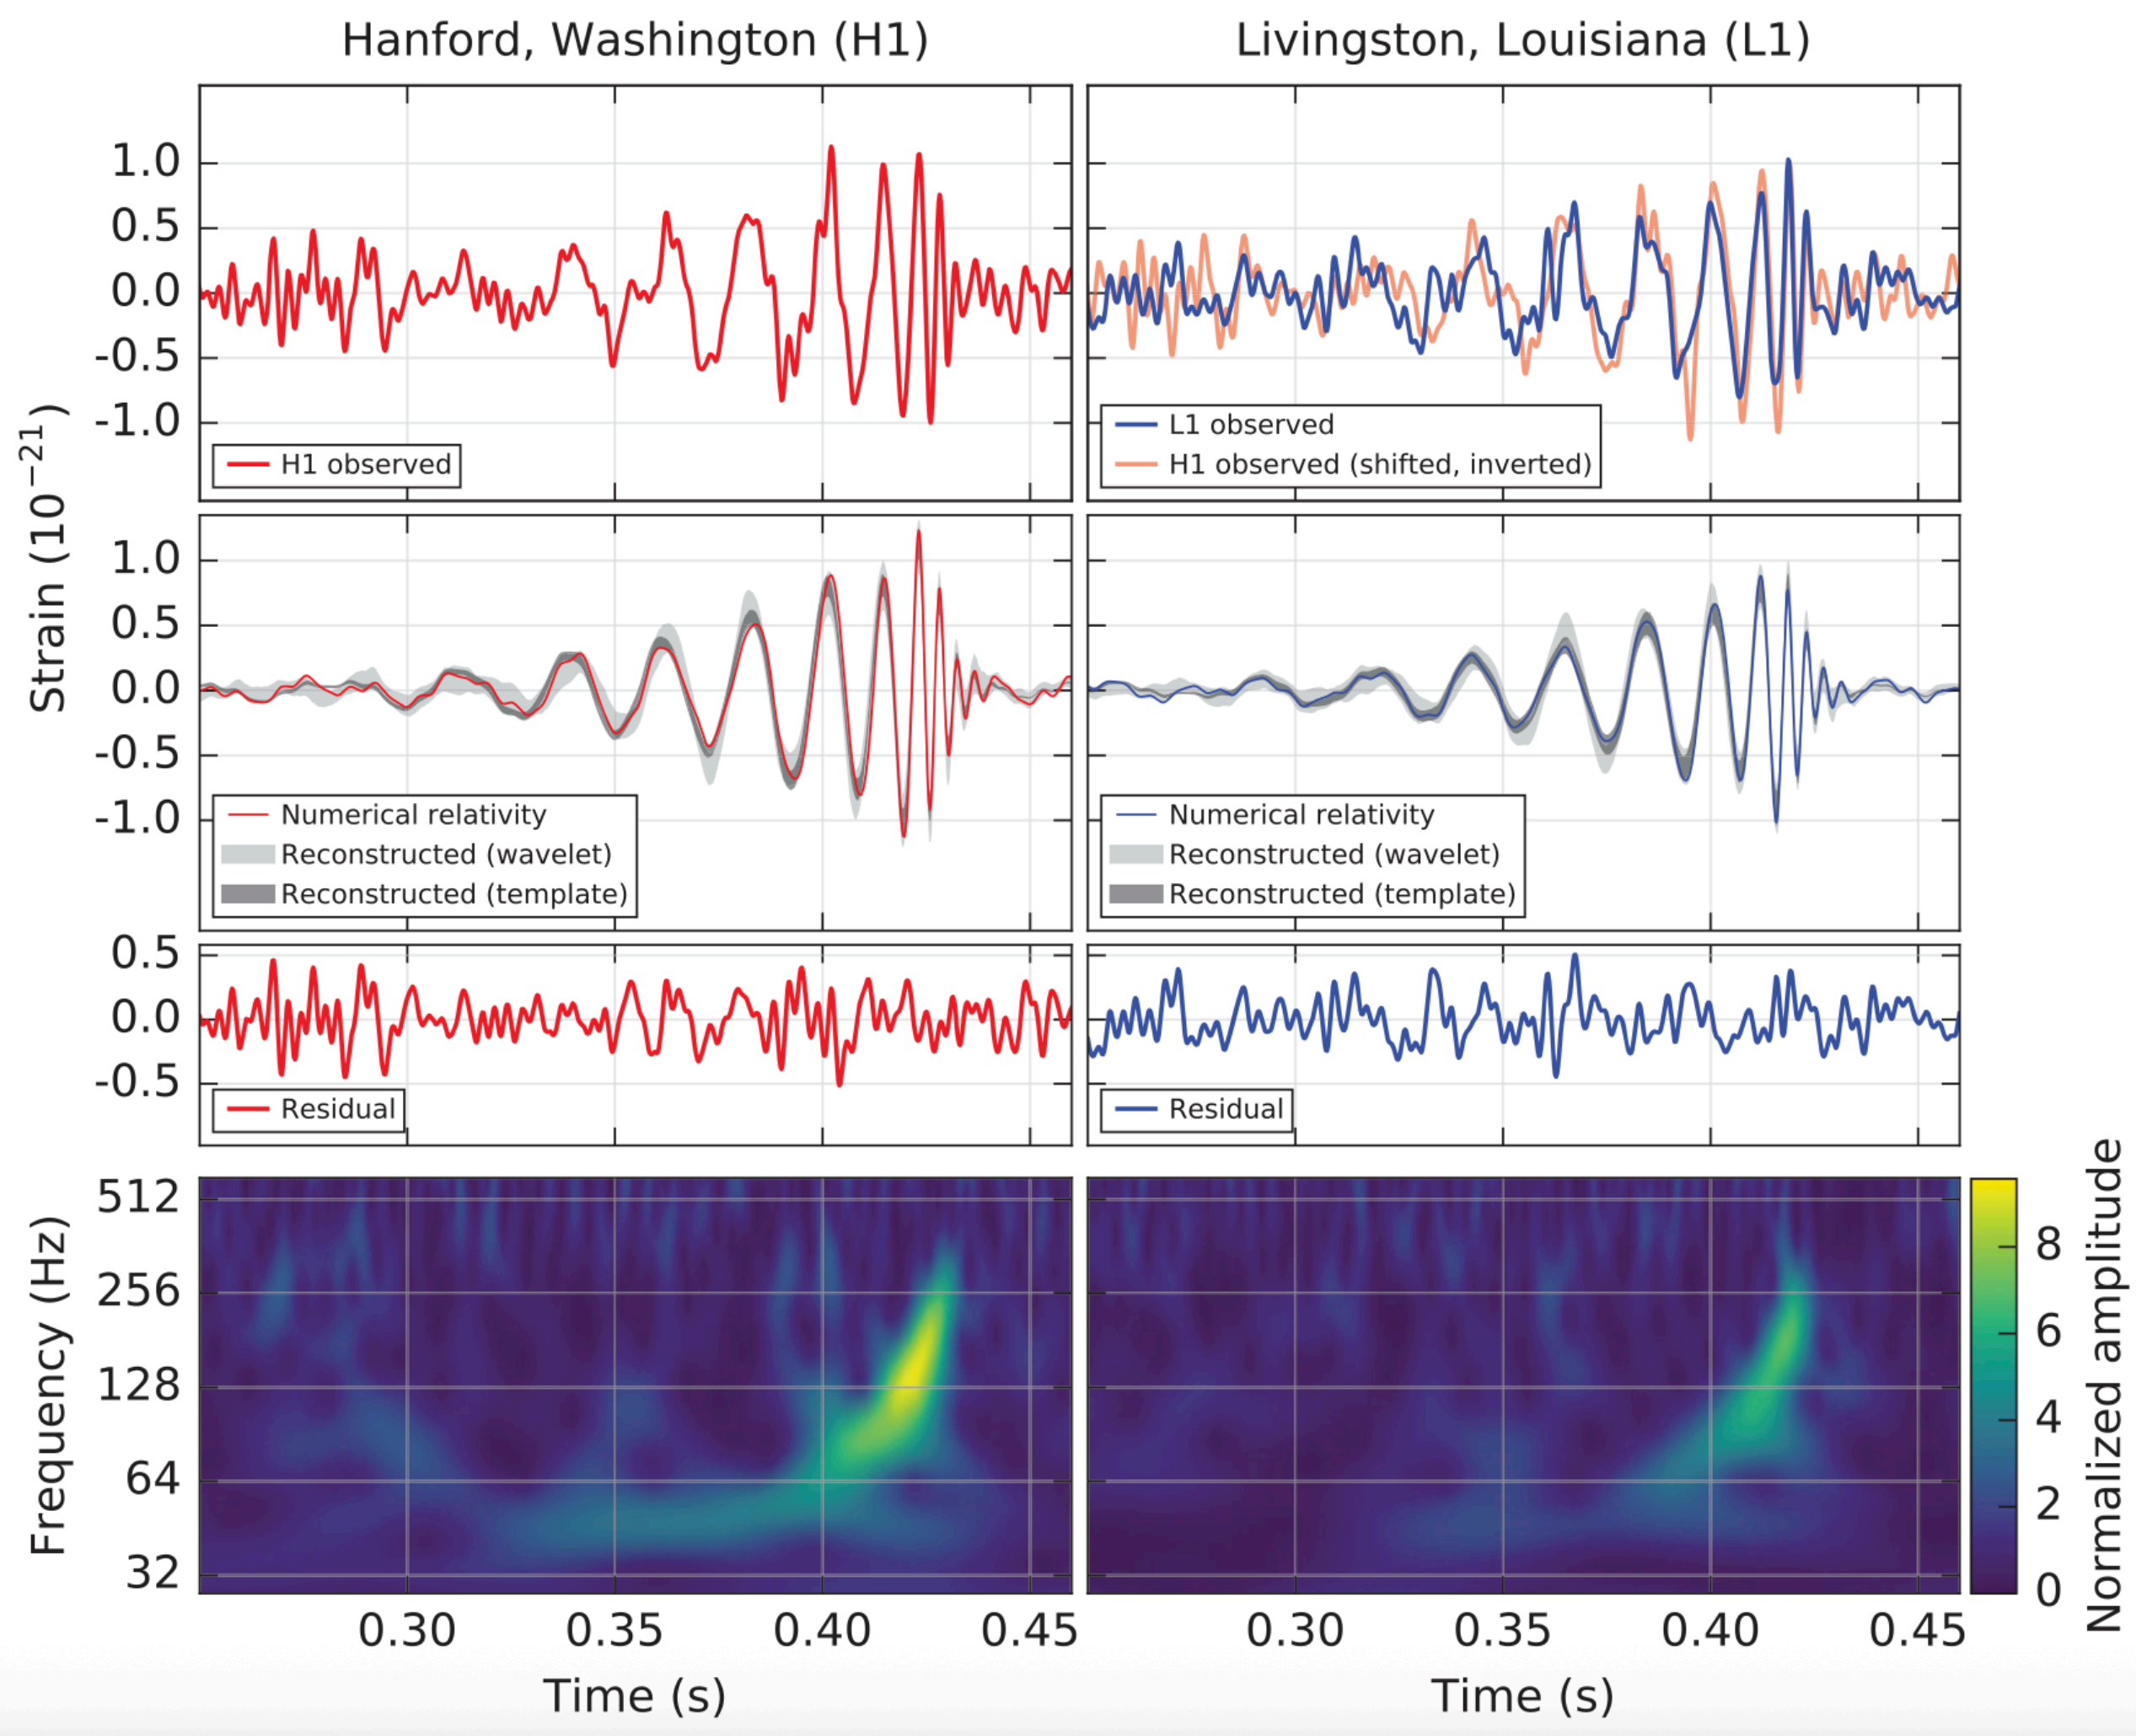 Hanford, Washington (H1)
Livingston, Louisiana (L1)
Strain (10⁻²¹)
1.0
0.5
0.0
-0.5
-1.0
H1 observed
L1 observed
H1 observed (shifted, inverted)
1.0
0.5
0.0
-0.5
-1.0
Numerical relativity
Reconstructed (wavelet)
Reconstructed (template)
Numerical relativity
Reconstructed (wavelet)
Reconstructed (template)
0.5
0.0
-0.5
Residual
Residual
Frequency (Hz)
512
256
128
64
32
8
6
4
2
0
Normalized amplitude
0.30 0.35 0.40 0.45
0.30 0.35 0.40 0.45
Time (s)
Time (s)